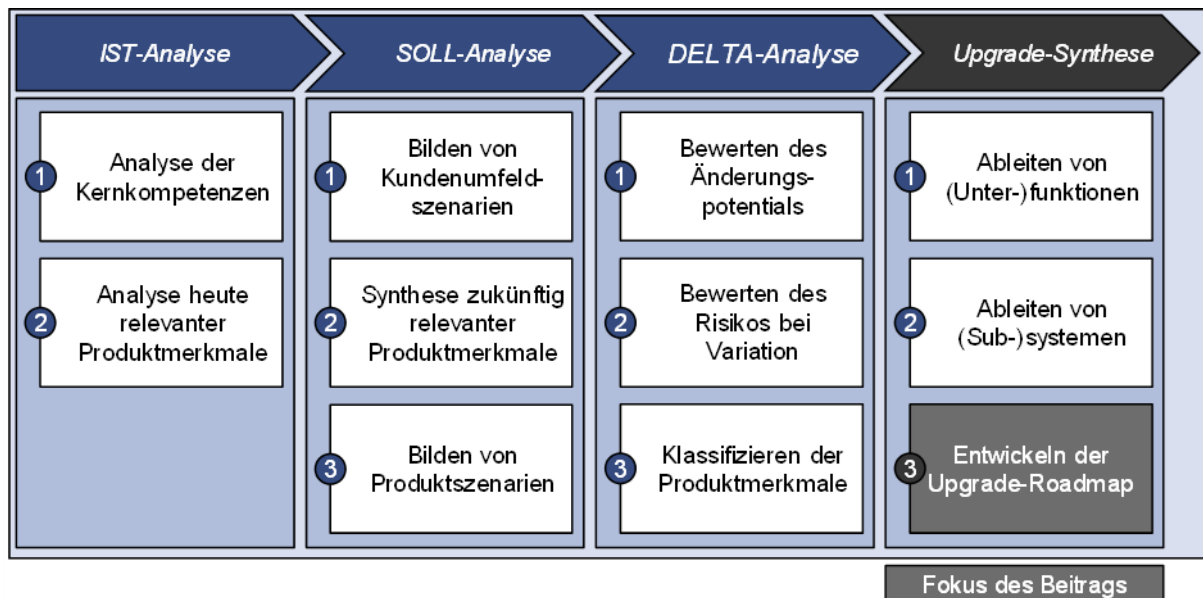 IST-Analyse
SOLL-Analyse
DELTA-Analyse
Upgrade-Synthese
1
Analyse der
Kernkompetenzen
2
Analyse heute
relevanter
Produktmerkmale
1
Bilden von
Kundenumfeld-
szenarien
2
Synthese zukünftig
relevanter
Produktmerkmale
3
Bilden von
Produktszenarien
1
Bewerten des
Änderungs-
potentials
2
Bewerten des
Risikos bei
Variation
3
Klassifizieren der
Produktmerkmale
1
Ableiten von
(Unter-)funktionen
2
Ableiten von
(Sub-)systemen
3
Entwickeln der
Upgrade-Roadmap
Fokus des Beitrags